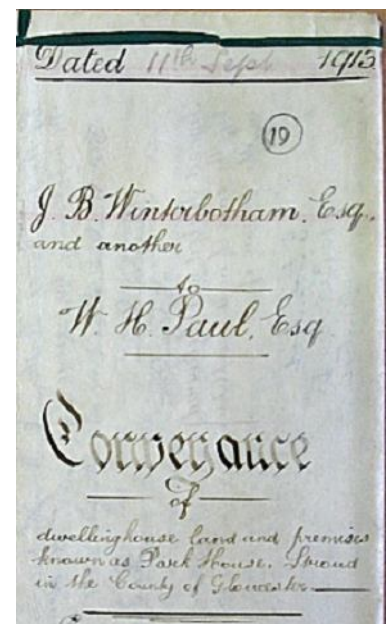 Dated 11th Sept 1913
19
J. B. Winterbotham, Esq.
and another
to
W. H. Paul, Esq
Conveyance
of
dwellinghouse land and premises
known as Park House, Stroud
in the County of Gloucester